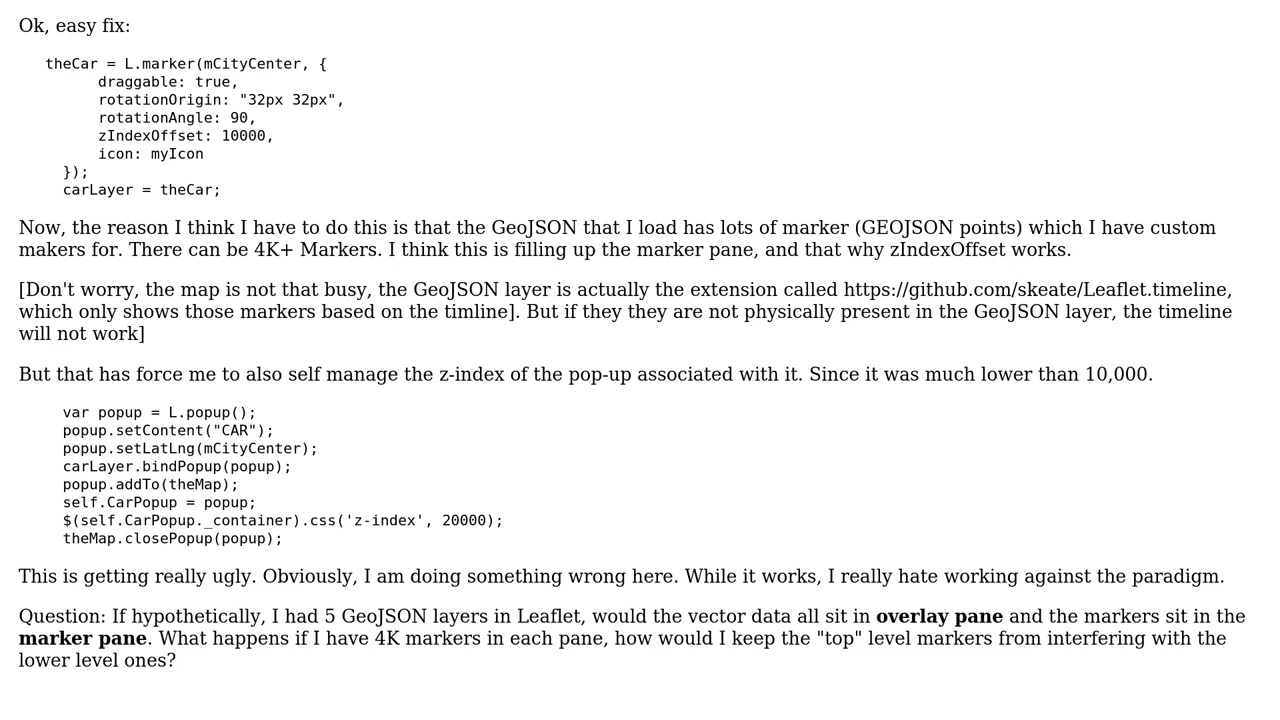 Ok, easy fix:
theCar = L.marker(mCityCenter, {
draggable: true,
rotationOrigin: "32px 32px",
rotationAngle: 90,
zIndexOffset: 10000,
icon: myIcon
});
carLayer = theCar;
Now, the reason I think I have to do this is that the GeoJSON that I load has lots of marker (GEOJSON points) which I have custom
makers for. There can be 4K+ Markers. I think this is filling up the marker pane, and that why zIndexOffset works.
[Don't worry, the map is not that busy, the GeoJSON layer is actually the extension called https://github.com/skeate/Leaflet.timeline,
which only shows those markers based on the timline]. But if they they are not physically present in the GeoJSON layer, the timeline
will not work]
But that has force me to also self manage the z-index of the pop-up associated with it. Since it was much lower than 10,000.
var popup = L.popup();
popup.setContent("CAR");
popup.setLatLng(mCityCenter);
carLayer.bindPopup(popup);
popup.addTo(theMap);
self.CarPopup = popup;
$(self.CarPopup._container).css('z-index', 20000);
theMap.closePopup(popup);
This is getting really ugly. Obviously, I am doing something wrong here. While it works, I really hate working against the paradigm.
Question: If hypothetically, I had 5 GeoJSON layers in Leaflet, would the vector data all sit in overlay pane and the markers sit in the
marker pane. What happens if I have 4K markers in each pane, how would I keep the "top" level markers from interfering with the
lower level ones?